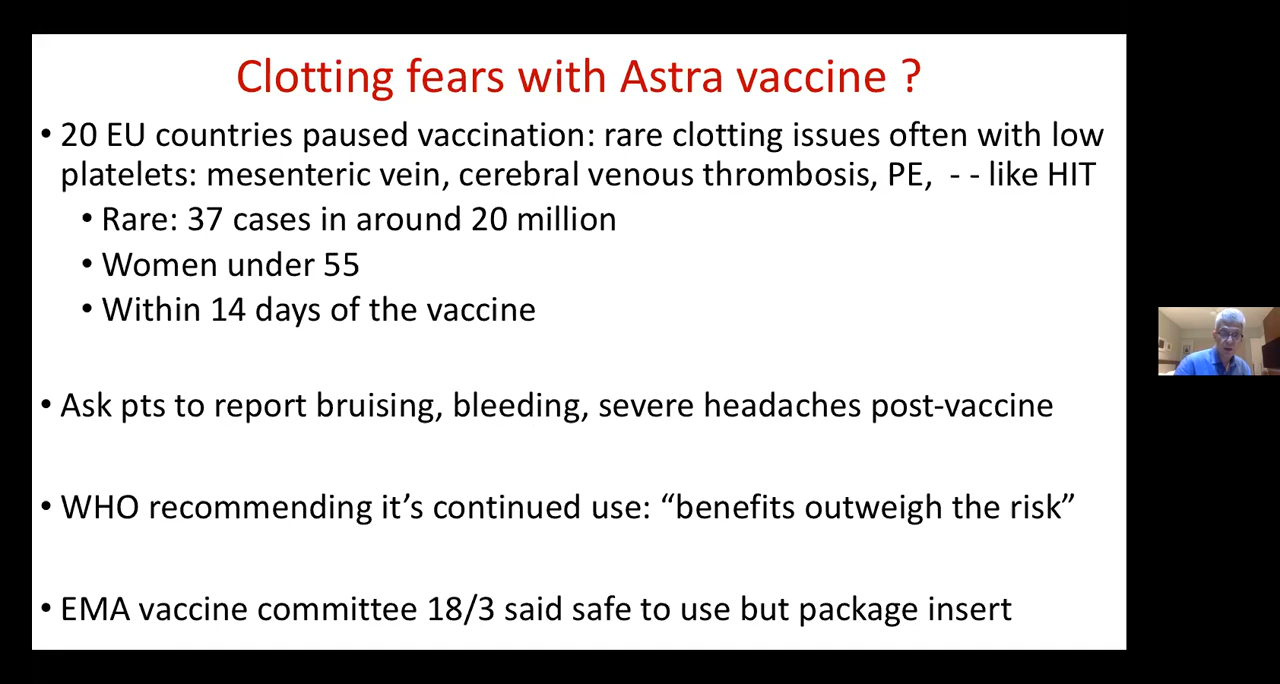 Clotting fears with Astra vaccine ?
• 20 EU countries paused vaccination: rare clotting issues often with low
platelets: mesenteric vein, cerebral venous thrombosis, PE,  - - like HIT
• Rare: 37 cases in around 20 million
• Women under 55
• Within 14 days of the vaccine
• Ask pts to report bruising, bleeding, severe headaches post-vaccine
• WHO recommending it’s continued use: “benefits outweigh the risk”
• EMA vaccine committee 18/3 said safe to use but package insert